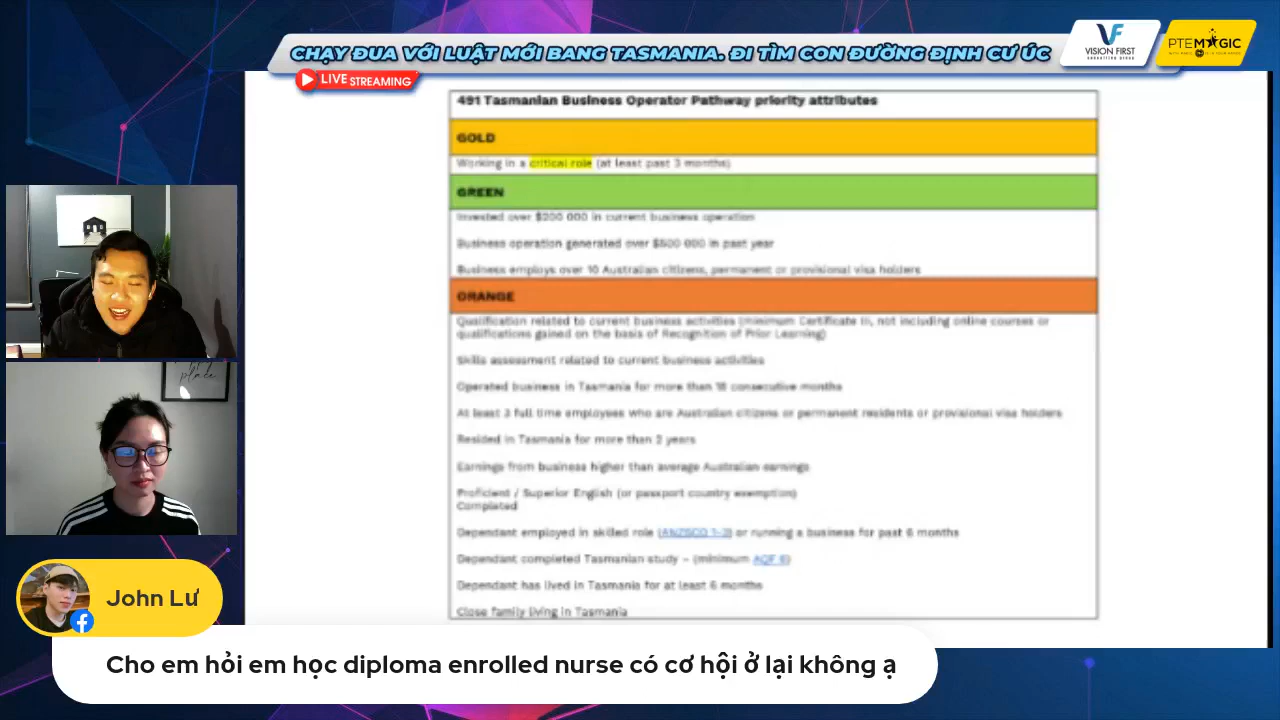 CHẠY ĐUA VỚI LUẬT MỚI BANG TASMANIA. ĐI TÌM CON ĐƯỜNG ĐỊNH CƯ ÚC
VISION FIRST
PTEMAGIC
LIVE STREAMING
491 Tasmanian Business Operator Pathway priority attributes
GOLD
Working in a critical role (at least past 3 months)
GREEN
Invested over $200 000 in current business operation
Business operation generated over $500 000 in past year
Business employs over 10 Australian citizens, permanent or provisional visa holders
ORANGE
Qualification related to current business activities (minimum Certificate III, not including online courses or
qualifications gained on the basis of Recognition of Prior Learning)
Skills assessment related to current business activities
Operated business in Tasmania for more than 18 consecutive months
At least 3 full time employees who are Australian citizens or permanent residents or provisional visa holders
Resided in Tasmania for more than 2 years
Earnings from business higher than average Australian earnings
Proficient / Superior English (or passport country exemption)
Completed
Dependant employed in skilled role (ANZSCO 1-3) or running a business for past 6 months
Dependant completed Tasmanian study – (minimum AQF 6)
Dependant has lived in Tasmania for at least 6 months
Close family living in Tasmania
place
John Lư
Cho em hỏi em học diploma enrolled nurse có cơ hội ở lại không ạ